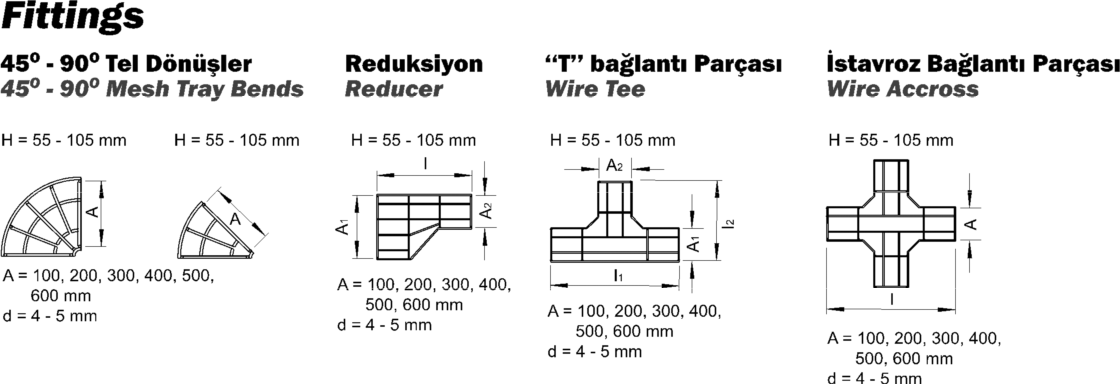 Fittings
45º - 90º Tel Dönüşler
45º - 90º Mesh Tray Bends
H = 55 - 105 mm
H = 55 - 105 mm
A
A
A = 100, 200, 300, 400, 500,
600 mm
d = 4 - 5 mm
Reduksiyon
Reducer
H = 55 - 105 mm
l
A1
A2
A = 100, 200, 300, 400,
500, 600 mm
d = 4 - 5 mm
“T” bağlantı Parçası
Wire Tee
H = 55 - 105 mm
A2
A1
l2
l1
A = 100, 200, 300, 400,
500, 600 mm
d = 4 - 5 mm
İstavroz Bağlantı Parçası
Wire Accross
H = 55 - 105 mm
A
l
A = 100, 200, 300, 400,
500, 600 mm
d = 4 - 5 mm